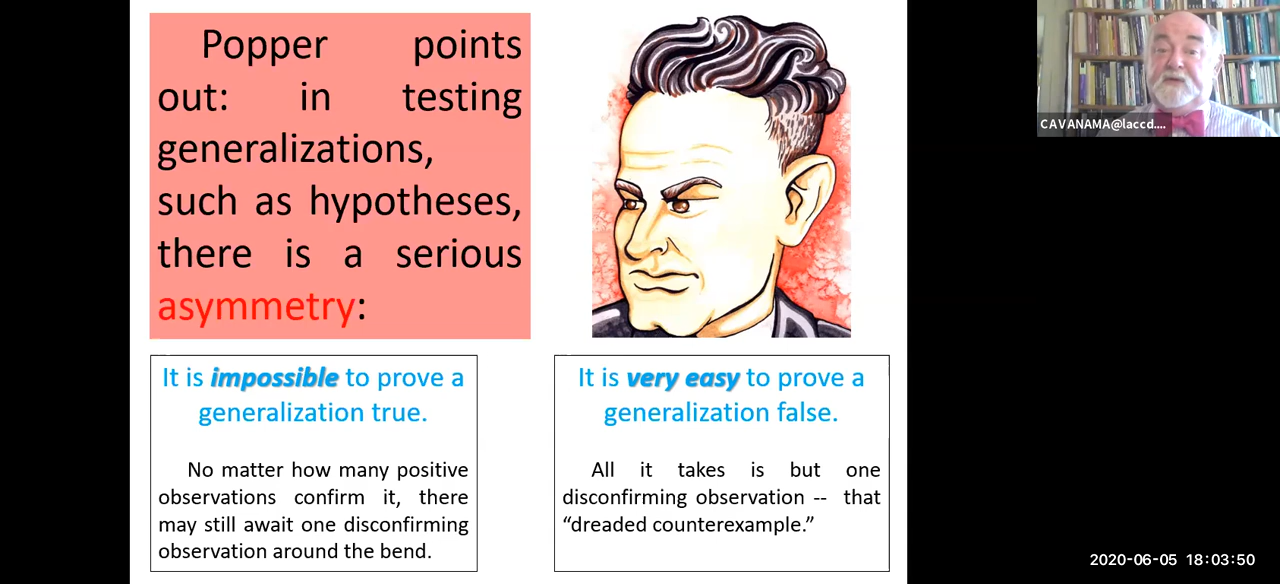 Popper points
out: in testing
generalizations,
such as hypotheses,
there is a serious
asymmetry:
It is impossible to prove a
generalization true.
No matter how many positive
observations confirm it, there
may still await one disconfirming
observation around the bend.
It is very easy to prove a
generalization false.
All it takes is but one
disconfirming observation -- that
“dreaded counterexample.”
CAVANAMA@laccd....
2020-06-05 18:03:50